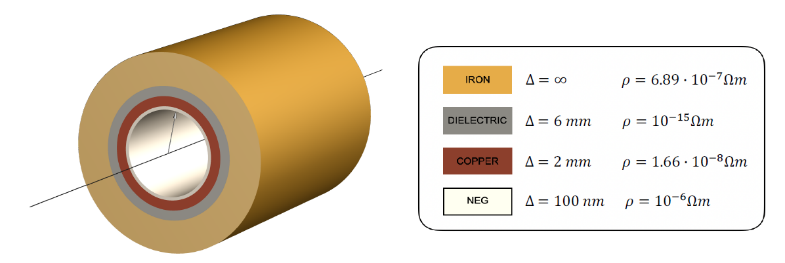 IRON Δ = ∞ ρ = 6.89 · 10⁻⁷Ωm
DIELECTRIC Δ = 6 mm ρ = 10⁻¹⁵Ωm
COPPER Δ = 2 mm ρ = 1.66 · 10⁻⁸Ωm
NEG Δ = 100 nm ρ = 10⁻⁶Ωm